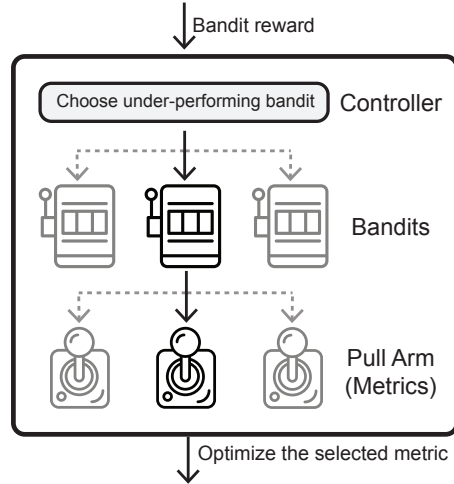 Bandit reward
Choose under-performing bandit
Controller
Bandits
Pull Arm
(Metrics)
Optimize the selected metric